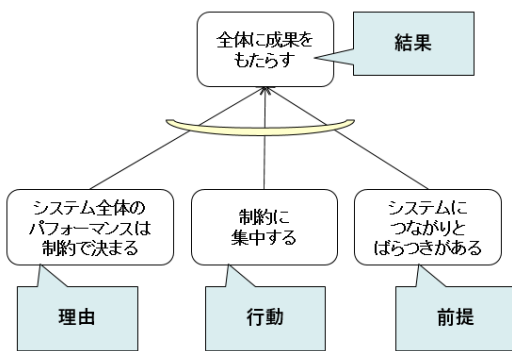 全体に成果を
もたらす
結果
システム全体の
パフォーマンスは
制約で決まる
制約に
集中する
システムに
つながりと
ばらつきがある
理由
行動
前提